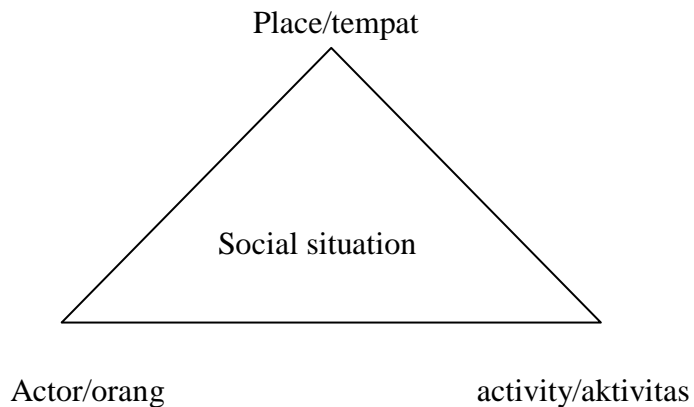 Place/tempat
Social situation
Actor/orang
activity/aktivitas